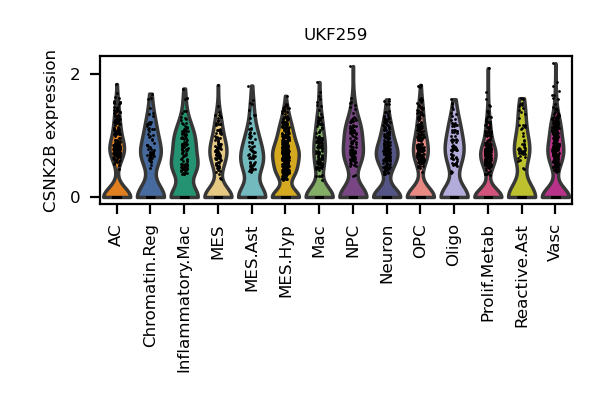 UKF259
CSNK2B expression
2
0
AC
Chromatin.Reg
Inflammatory.Mac
MES
MES.Ast
MES.Hyp
Mac
NPC
Neuron
OPC
Oligo
Prolif.Metab
Reactive.Ast
Vasc